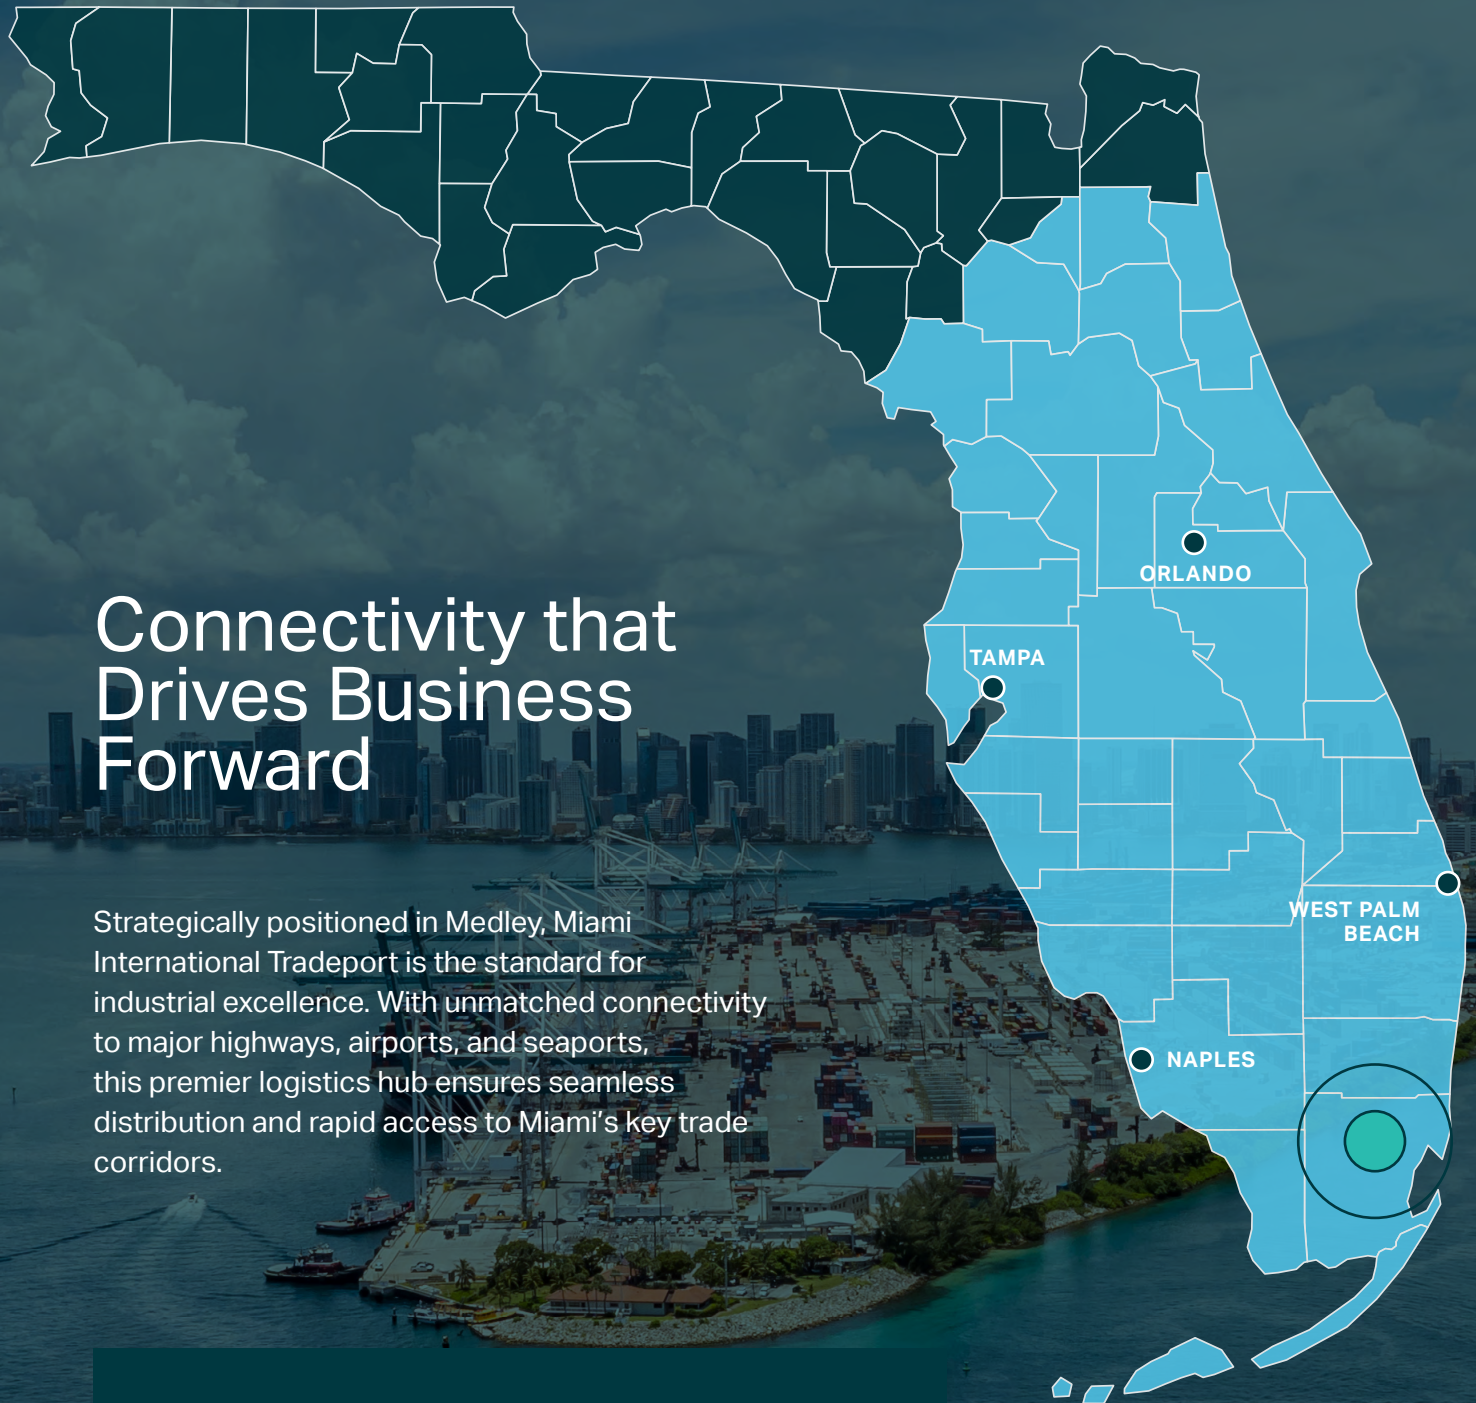 Connectivity that
Drives Business
Forward
Strategically positioned in Medley, Miami
International Tradeport is the standard for
industrial excellence. With unmatched connectivity
to major highways, airports, and seaports,
this premier logistics hub ensures seamless
distribution and rapid access to Miami’s key trade
corridors.
ORLANDO
TAMPA
WEST PALM
BEACH
NAPLES